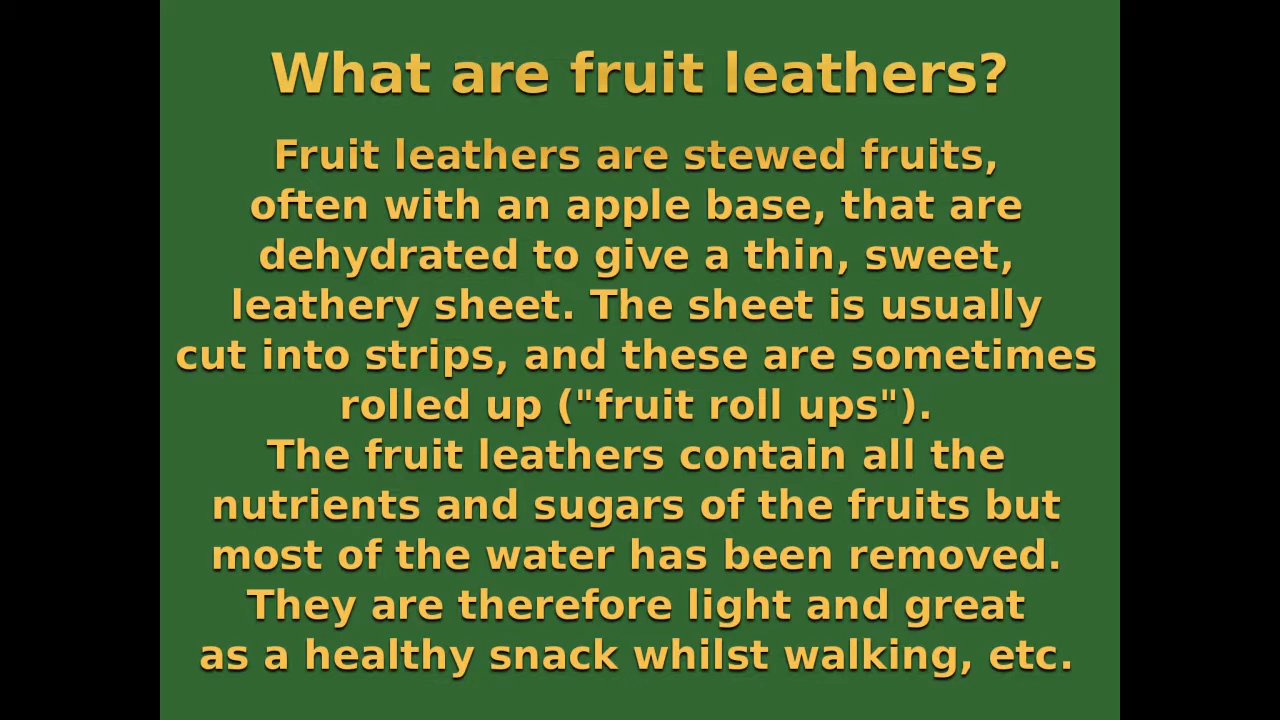 What are fruit leathers?
Fruit leathers are stewed fruits,
often with an apple base, that are
dehydrated to give a thin, sweet,
leathery sheet. The sheet is usually
cut into strips, and these are sometimes
rolled up ("fruit roll ups").
The fruit leathers contain all the
nutrients and sugars of the fruits but
most of the water has been removed.
They are therefore light and great
as a healthy snack whilst walking, etc.